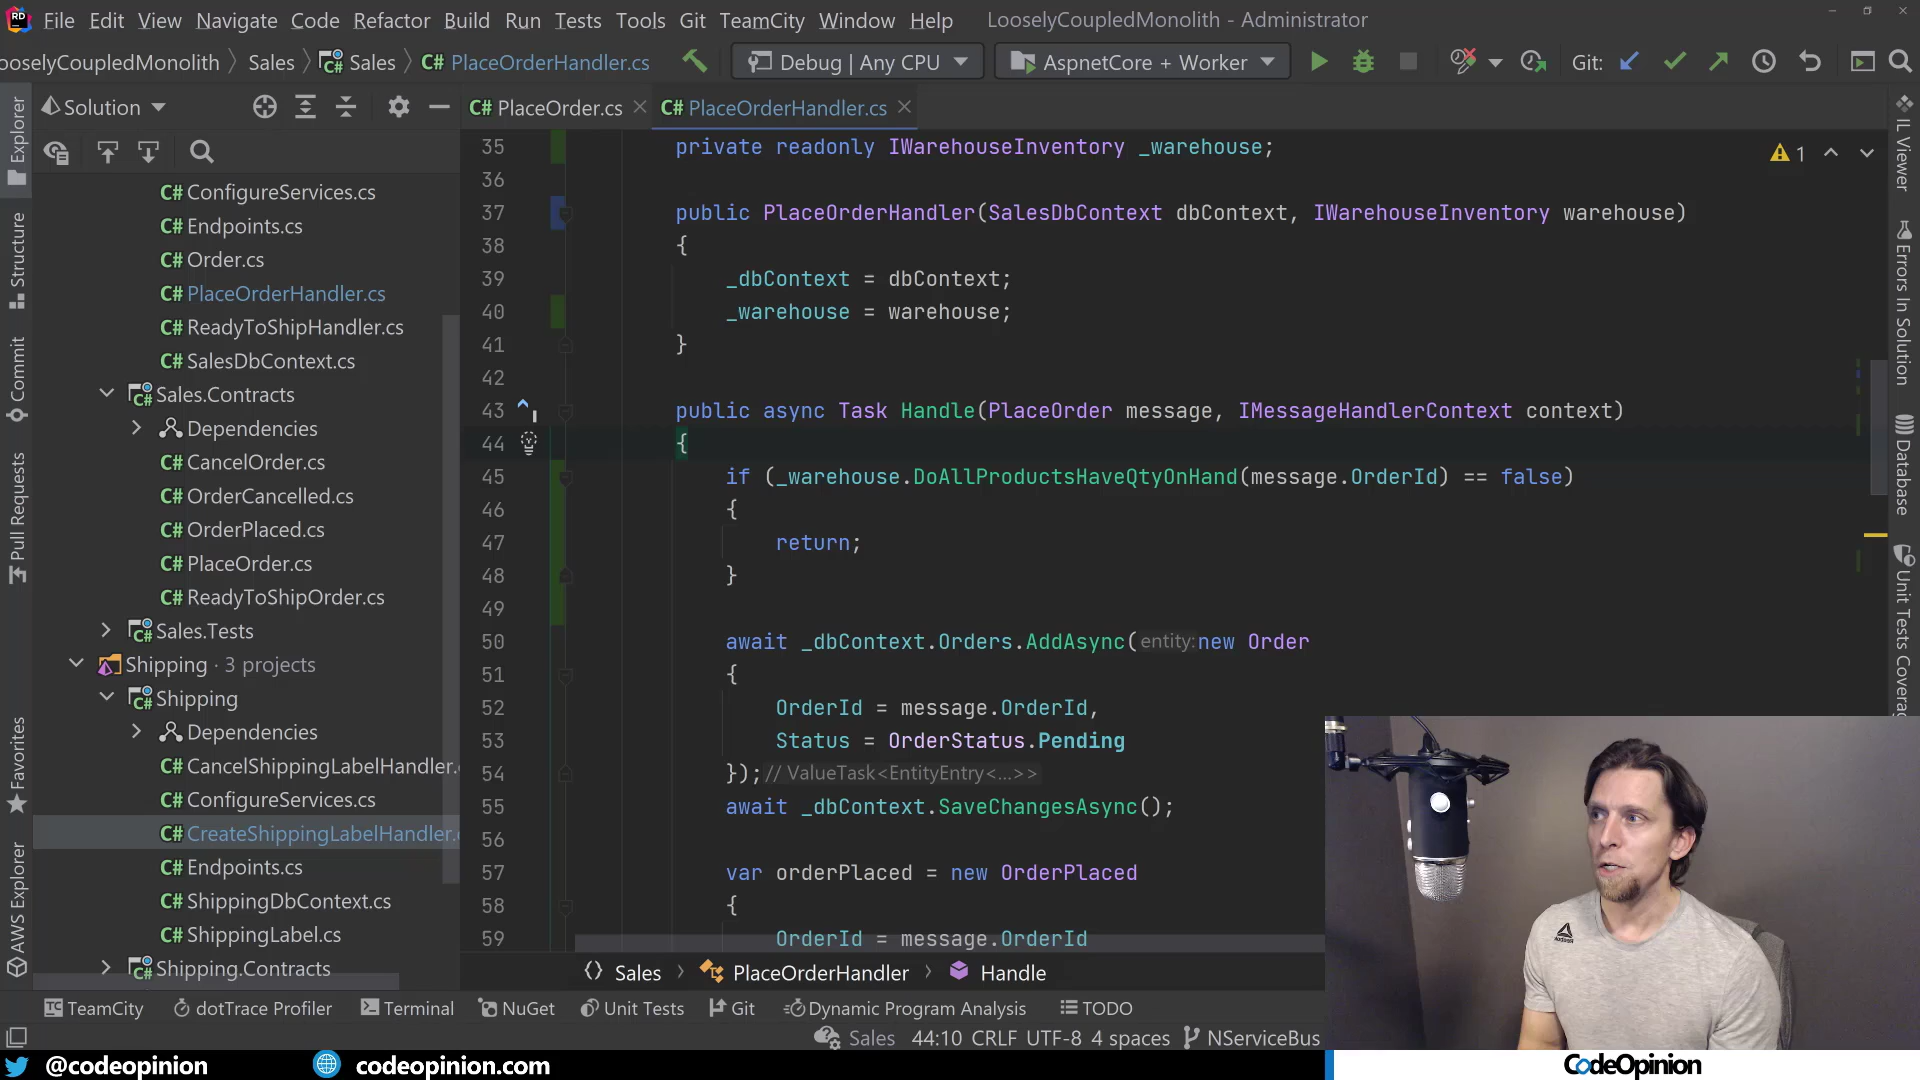 File Edit View Navigate Code Refactor Build Run Tests Tools Git TeamCity Window Help LooselyCoupledMonolith - Administrator
ooselyCoupledMonolith Sales Sales C# PlaceOrderHandler.cs Debug | Any CPU AspnetCore + Worker Git:
Solution C# PlaceOrder.cs C# PlaceOrderHandler.cs
C# ConfigureServices.cs
C# Endpoints.cs
C# Order.cs
C# PlaceOrderHandler.cs
C# ReadyToShipHandler.cs
C# SalesDbContext.cs
Sales.Contracts
Dependencies
C# CancelOrder.cs
C# OrderCancelled.cs
C# OrderPlaced.cs
C# PlaceOrder.cs
C# ReadyToShipOrder.cs
Sales.Tests
Shipping · 3 projects
Shipping
Dependencies
C# CancelShippingLabelHandler.
C# ConfigureServices.cs
C# CreateShippingLabelHandler.
C# Endpoints.cs
C# ShippingDbContext.cs
C# ShippingLabel.cs
Shipping.Contracts
35 private readonly IWarehouseInventory _warehouse;
36
37 public PlaceOrderHandler(SalesDbContext dbContext, IWarehouseInventory warehouse)
38 {
39 _dbContext = dbContext;
40 _warehouse = warehouse;
41 }
42
43 public async Task Handle(PlaceOrder message, IMessageHandlerContext context)
44 {
45 if (_warehouse.DoAllProductsHaveQtyOnHand(message.OrderId) == false)
46 {
47 return;
48 }
49
50 await _dbContext.Orders.AddAsync(entity:new Order
51 {
52 OrderId = message.OrderId,
53 Status = OrderStatus.Pending
54 });// ValueTask<EntityEntry<...>>
55 await _dbContext.SaveChangesAsync();
56
57 var orderPlaced = new OrderPlaced
58 {
59 OrderId = message.OrderId
1
Explorer
Structure
Commit
Pull Requests
Favorites
AWS Explorer
IL Viewer
Errors In Solution
Database
Unit Tests Coverag
Sales PlaceOrderHandler Handle
TeamCity dotTrace Profiler Terminal NuGet Unit Tests Git Dynamic Program Analysis TODO
Sales 44:10 CRLF UTF-8 4 spaces NServiceBus
@codeopinion codeopinion.com CodeOpinion